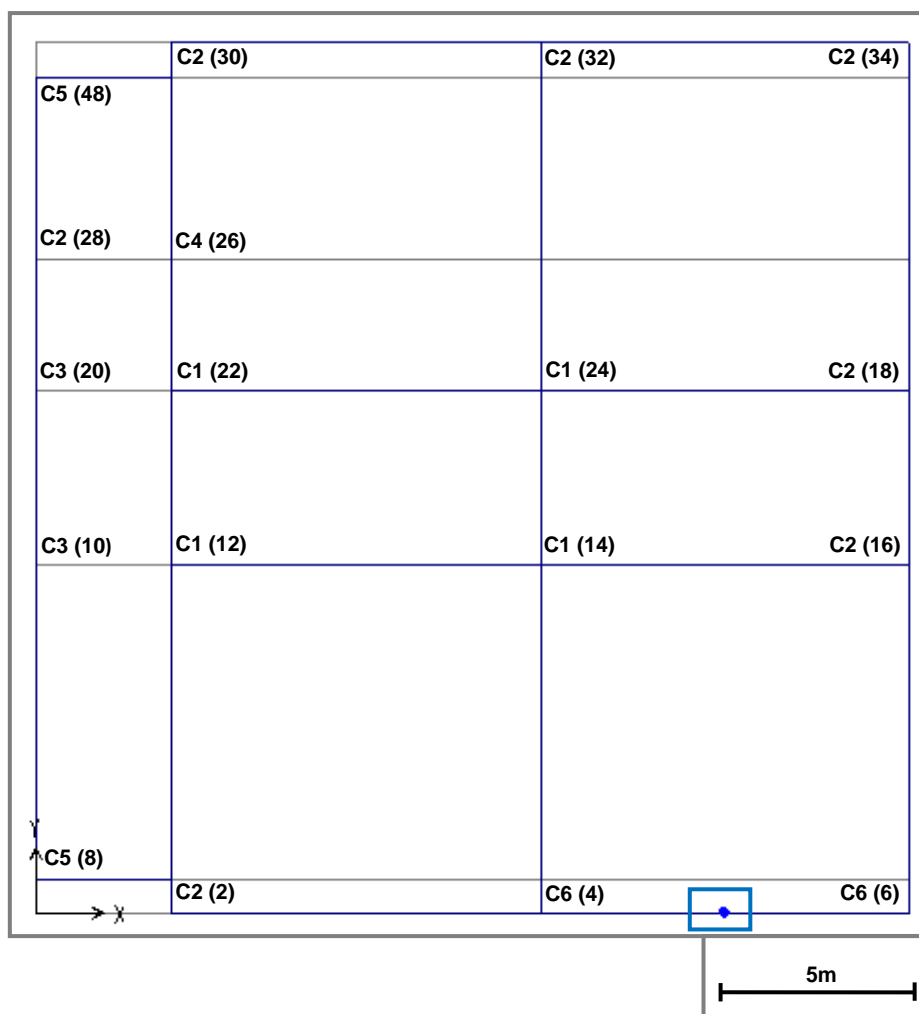 C2 (30) C2 (32) C2 (34)
C5 (48)
C2 (28) C4 (26)
C3 (20) C1 (22) C1 (24) C2 (18)
C3 (10) C1 (12) C1 (14) C2 (16)
Y
C5 (8)
C2 (2) C6 (4) C6 (6)
X
5m